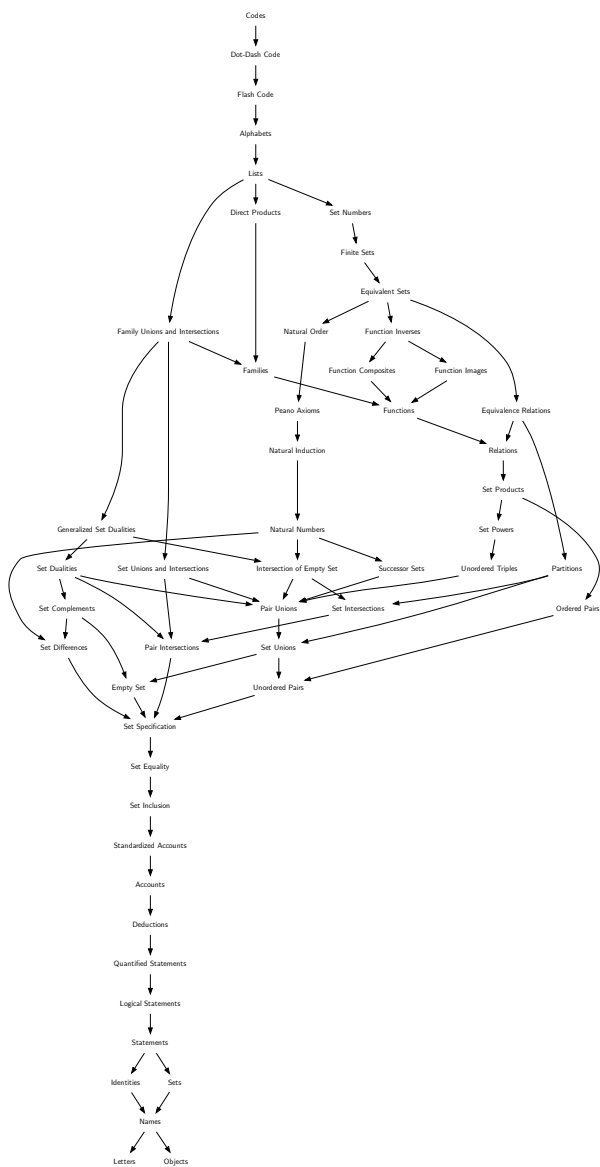 Codes
Dot-Dash Code
Flash Code
Alphabets
Lists
Direct Products
Set Numbers
Finite Sets
Equivalent Sets
Family Unions and Intersections
Natural Order
Function Inverses
Families
Function Composites
Function Images
Peano Axioms
Functions
Equivalence Relations
Natural Induction
Relations
Set Products
Generalized Set Dualities
Natural Numbers
Set Powers
Set Dualities
Set Unions and Intersections
Intersection of Empty Set
Successor Sets
Unordered Triples
Partitions
Set Complements
Pair Unions
Set Intersections
Ordered Pairs
Set Differences
Pair Intersections
Set Unions
Empty Set
Unordered Pairs
Set Specification
Set Equality
Set Inclusion
Standardized Accounts
Accounts
Deductions
Quantified Statements
Logical Statements
Statements
Identities
Sets
Names
Letters
Objects